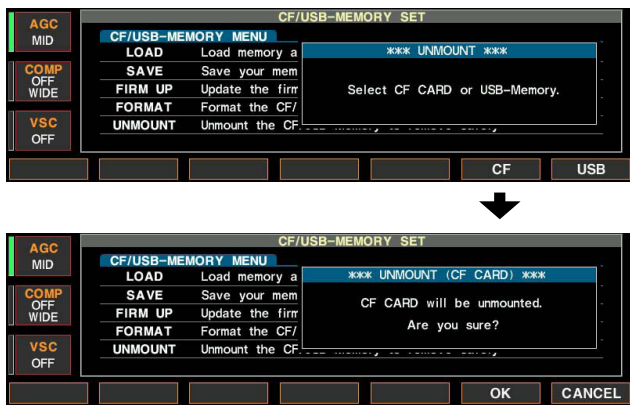 CF/USB-MEMORY SET
AGC
MID
CF/USB-MEMORY MENU
LOAD Load memory a
SAVE Save your mem
FIRM UP Update the firm
FORMAT Format the CF/
UNMOUNT Unmount the CF
*** UNMOUNT ***
Select CF CARD or USB-Memory.
COMP
OFF
WIDE
VSC
OFF
CF USB
CF/USB-MEMORY SET
AGC
MID
CF/USB-MEMORY MENU
LOAD Load memory a
SAVE Save your mem
FIRM UP Update the firm
FORMAT Format the CF/
UNMOUNT Unmount the CF
*** UNMOUNT (CF CARD) ***
CF CARD will be unmounted.
Are you sure?
COMP
OFF
WIDE
VSC
OFF
OK CANCEL